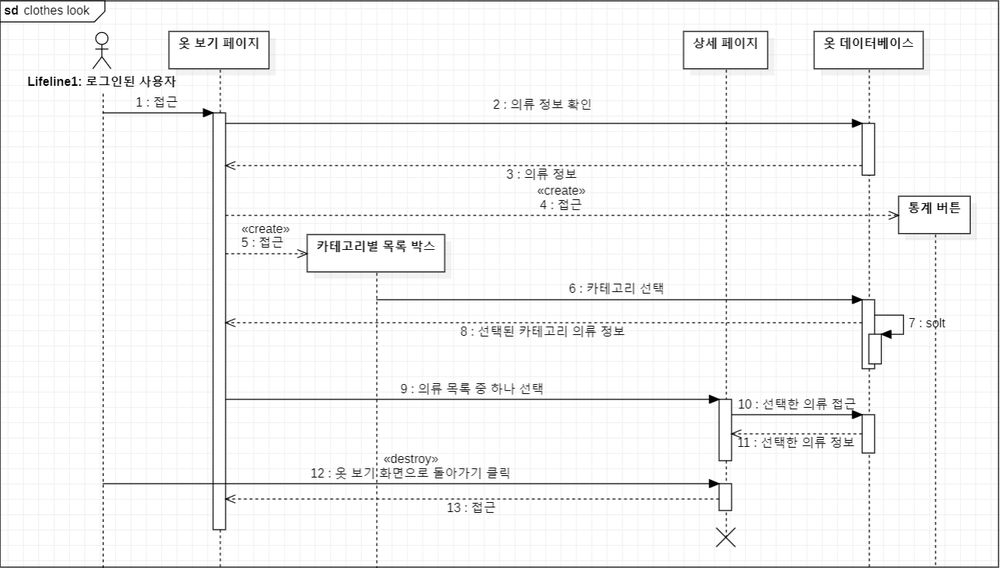 sd clothes look
옷 보기 페이지
상세 페이지
옷 데이터베이스
Lifeline1: 로그인된 사용자
1 : 접근
2 : 의류 정보 확인
3 : 의류 정보
«create»
4 : 접근
통계 버튼
«create»
5 : 접근
카테고리별 목록 박스
6 : 카테고리 선택
7 : solt
8 : 선택된 카테고리 의류 정보
9 : 의류 목록 중 하나 선택
10 : 선택한 의류 접근
11 : 선택한 의류 정보
«destroy»
12 : 옷 보기 화면으로 돌아가기 클릭
13 : 접근